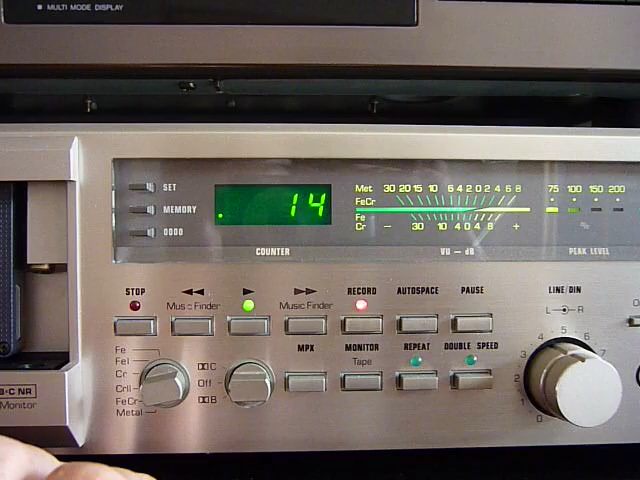 MULTI MODE DISPLAY
SET
MEMORY
0000
14
COUNTER
Met 30 20 15 10 6 4 2 0 2 4 6 8
FeCr
Fe
Cr - 30 10 4 0 4 8 +
VU - dB
75 100 150 200
%
PEAK LEVEL
STOP
Music Finder
Music Finder
RECORD
AUTOSPACE
PAUSE
LINE/DIN
L R
MPX
MONITOR
Tape
REPEAT
DOUBLE SPEED
Fe
FeI
Cr
CrII
FeCr
Metal
C
Off
B
0 1 2 3 4 5 6 7
B·C NR
Monitor